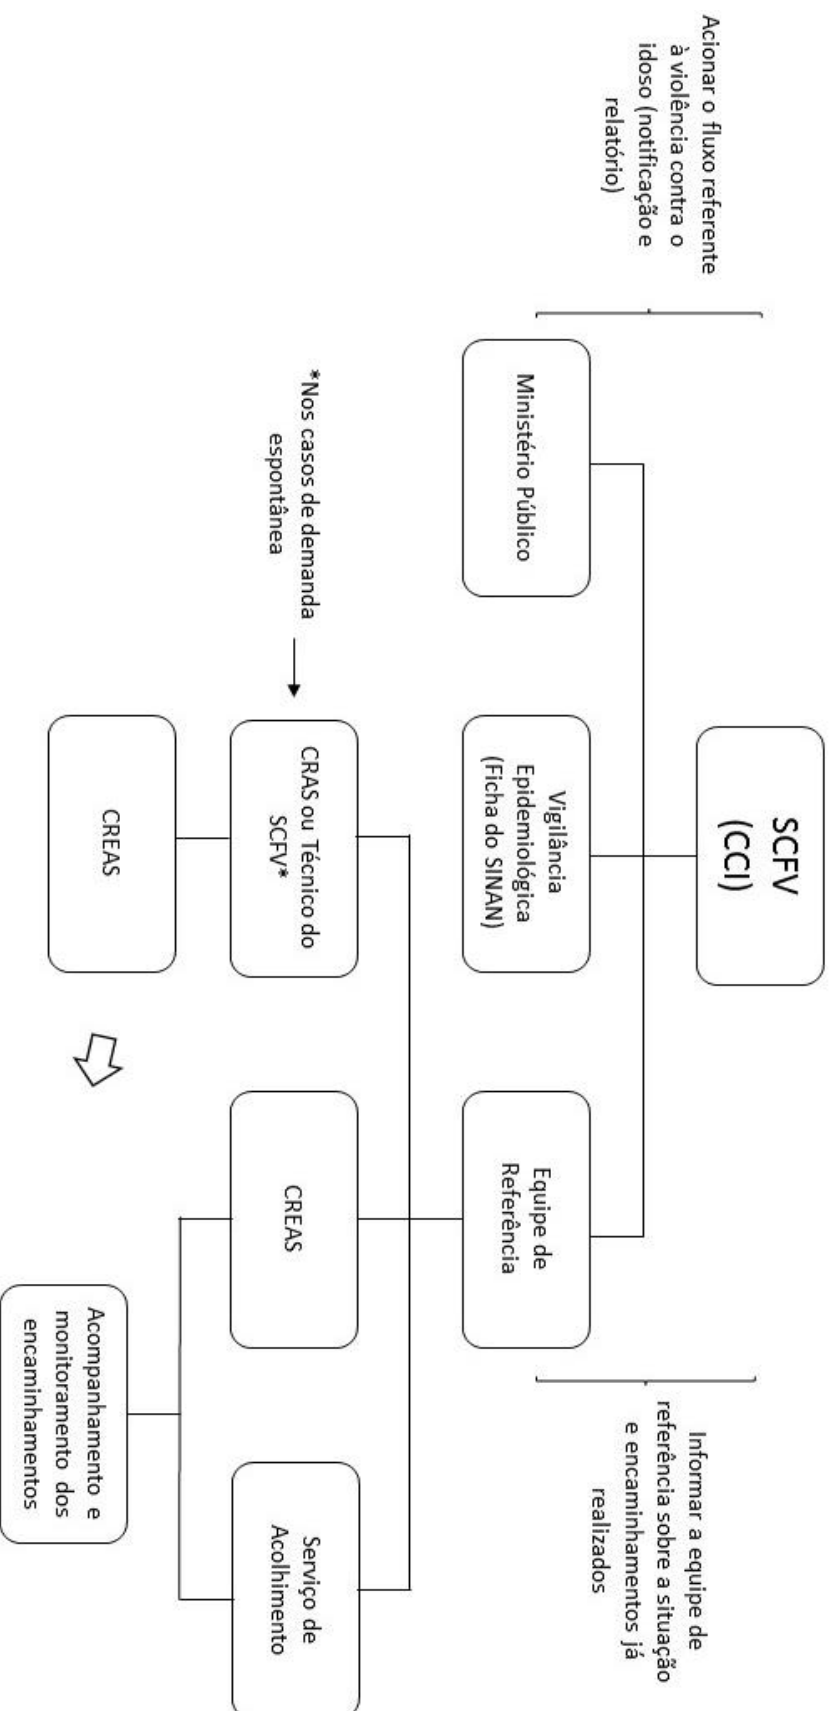 SCFV
(CCI)
Acionar o fluxo referente
à violência contra o
idoso (notificação e
relatório)
Ministério Público
Vigilância
Epidemiológica
(Ficha do SINAN)
Equipe de
Referência
Informar a equipe de
referência sobre a situação
e encaminhamentos já
realizados
*Nos casos de demanda
espontânea
CRAS ou Técnico do
SCFV*
CREAS
Serviço de
Acolhimento
CREAS
Acompanhamento e
monitoramento dos
encaminhamentos